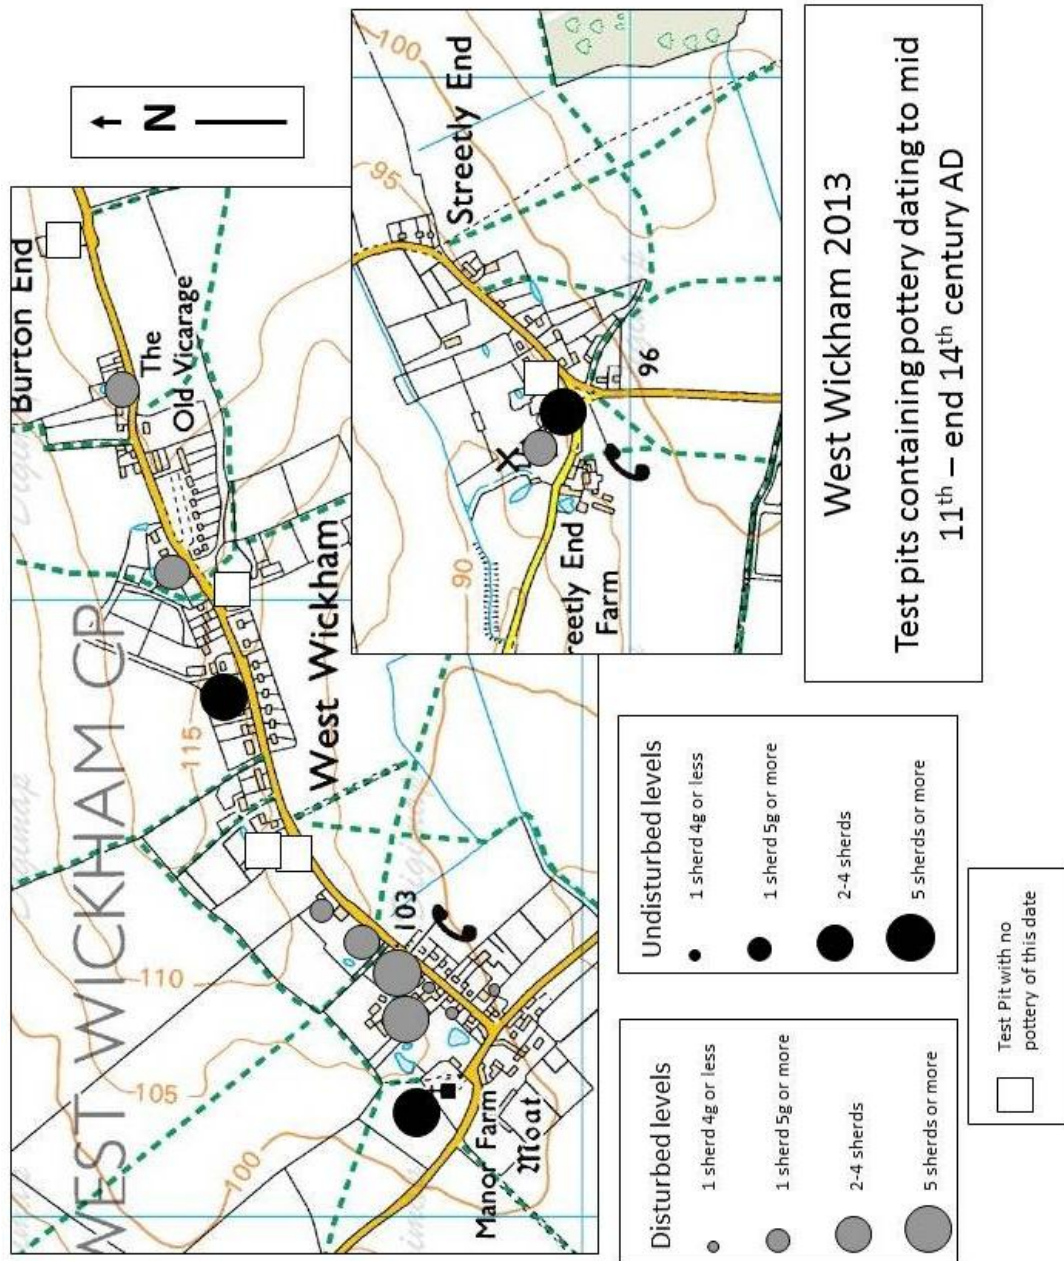 N
Burton End
The
Old Vicarage
WEST WICKHAM CP
115
West Wickham
110
103
105
100
Manor Farm
Moat
100
Streetly End
95
96
90
reetly End
Farm
West Wickham 2013
Test pits containing pottery dating to mid
11th – end 14th century AD
Undisturbed levels
1 sherd 4g or less
1 sherd 5g or more
2-4 sherds
5 sherds or more
Disturbed levels
1 sherd 4g or less
1 sherd 5g or more
2-4 sherds
5 sherds or more
Test Pit with no
pottery of this date